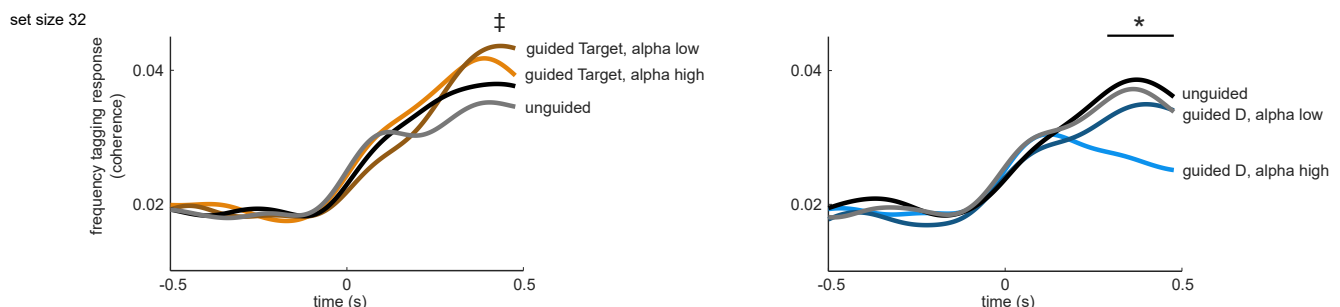 set size 32
‡
*
frequency tagging response
(coherence)
0.04
0.02
-0.5
0
0.5
time (s)
guided Target, alpha low
guided Target, alpha high
unguided
0.04
0.02
-0.5
0
0.5
time (s)
unguided
guided D, alpha low
guided D, alpha high